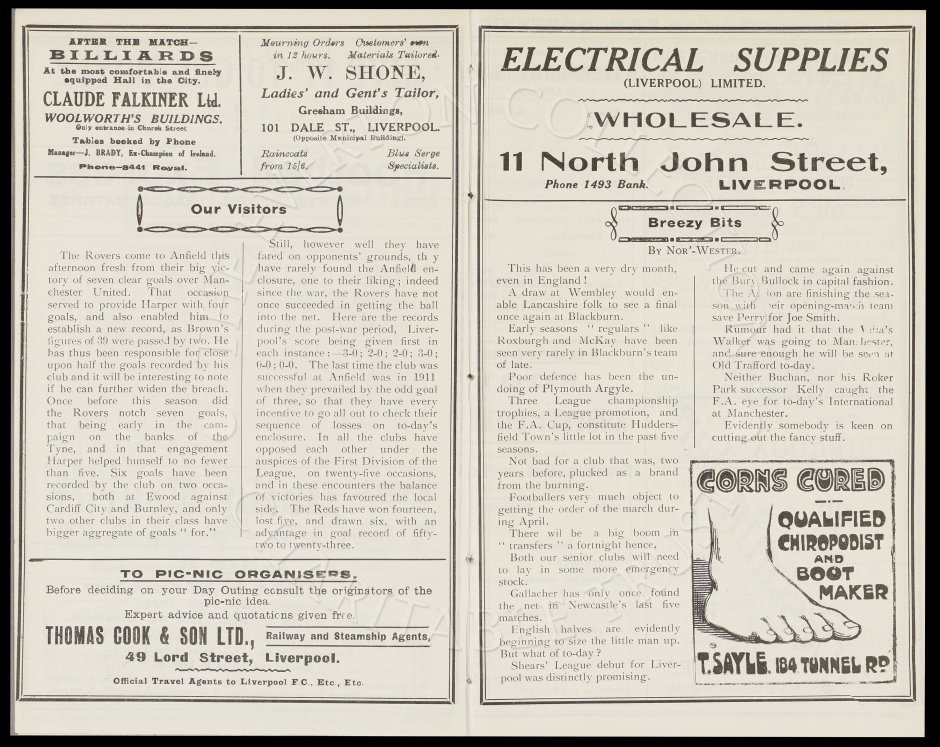 AFTER THE MATCH—
BILLIARDS
At the most comfortable and finely
equipped Hall in the City.
CLAUDE FALKINER Ltd.
WOOLWORTH'S BUILDINGS.
Only entrance in Church Street
Tables booked by Phone
Manager—J. BRADY, Ex-Champion of Ireland.
Phone—8441 Royal.
Mourning Orders Customers' own
in 12 hours. Materials Tailored.
J. W. SHONE,
Ladies' and Gent's Tailor,
Gresham Buildings,
101 DALE ST., LIVERPOOL.
(Opposite Municipal Building).
Raincoats Blue Serge
from 15/6. Specialists.
Our Visitors
The Rovers come to Anfield this
afternoon fresh from their big vic-
tory of seven clear goals over Man-
chester United. That occasion
served to provide Harper with four
goals, and also enabled him to
establish a new record, as Brown's
figures of 39 were passed by two. He
has thus been responsible for close
upon half the goals recorded by his
club and it will be interesting to note
if he can further widen the breach.
Once before this season did
the Rovers notch seven goals,
that being early in the cam-
paign on the banks of the
Tyne, and in that engagement
Harper helped himself to no fewer
than five. Six goals have been
recorded by the club on two occa-
sions, both at Ewood against
Cardiff City and Burnley, and only
two other clubs in their class have
bigger aggregate of goals " for."
Still, however well they have
fared on opponents' grounds, th y
have rarely found the Anfield en-
closure, one to their liking; indeed
since the war, the Rovers have not
once succeeded in getting the ball
into the net. Here are the records
during the post-war period, Liver-
pool's score being given first in
each instance:—3-0; 2-0; 2-0; 3-0;
0-0; 0-0. The last time the club was
successful at Anfield was in 1911
when they prevailed by the odd goal
of three, so that they have every
incentive to go all out to check their
sequence of losses on to-day's
enclosure. In all the clubs have
opposed each other under the
auspices of the First Division of the
League, on twenty-five occasions,
and in these encounters the balance
of victories has favoured the local
side. The Reds have won fourteen,
lost five, and drawn six, with an
advantage in goal record of fifty-
two to twenty-three.
TO PIC-NIC ORGANISERS.
Before deciding on your Day Outing consult the originators of the
pic-nic idea.
Expert advice and quotations given free.
THOMAS COOK & SON LTD., Railway and Steamship Agents,
49 Lord Street, Liverpool.
Official Travel Agents to Liverpool F C., Etc., Etc.
ELECTRICAL SUPPLIES
(LIVERPOOL) LIMITED.
WHOLESALE.
11 North John Street,
Phone 1493 Bank. LIVERPOOL.
Breezy Bits
By Nor'-Wester.
This has been a very dry month,
even in England!
A draw at Wembley would en-
able Lancashire folk to see a final
once again at Blackburn.
Early seasons " regulars " like
Roxburgh and McKay have been
seen very rarely in Blackburn's team
of late.
Poor defence has been the un-
doing of Plymouth Argyle.
Three League championship
trophies, a League promotion, and
the F.A. Cup, constitute Hudders-
field Town's little lot in the past five
seasons.
Not bad for a club that was, two
years before, plucked as a brand
from the burning.
Footballers very much object to
getting the order of the march dur-
ing April.
There wil be a big boom in
" transfers " a fortnight hence.
Both our senior clubs will need
to lay in some more emergency
stock.
Gallacher has only once found
the net in Newcastle's last five
matches.
English halves are evidently
beginning to size the little man up.
But what of to-day?
Shears' League debut for Liver-
pool was distinctly promising.
He cut and came again against
the Bury Bullock in capital fashion.
The are finishing the sea-
son with their opening-match team
save Perry for Joe Smith.
Rumour had it that the Villa's
Walker was going to Manchester,
and sure enough he will be seen at
Old Trafford to-day.
Neither Buchan, nor his Roker
Park successor Kelly caught the
F.A. eye for to-day's International
at Manchester.
Evidently somebody is keen on
cutting out the fancy stuff.
CORNS CURED
QUALIFIED
CHIROPODIST
AND
BOOT
MAKER
T. SAYLE. 184 TUNNEL RD